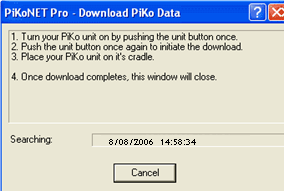 PiKoNET Pro - Download PiKo Data
1. Turn your PiKo unit on by pushing the unit button once.
2. Push the unit button once again to initiate the download.
3. Place your PiKo unit on it's cradle.
4. Once download completes, this window will close.
Searching: 8/08/2006 14:58:34
Cancel